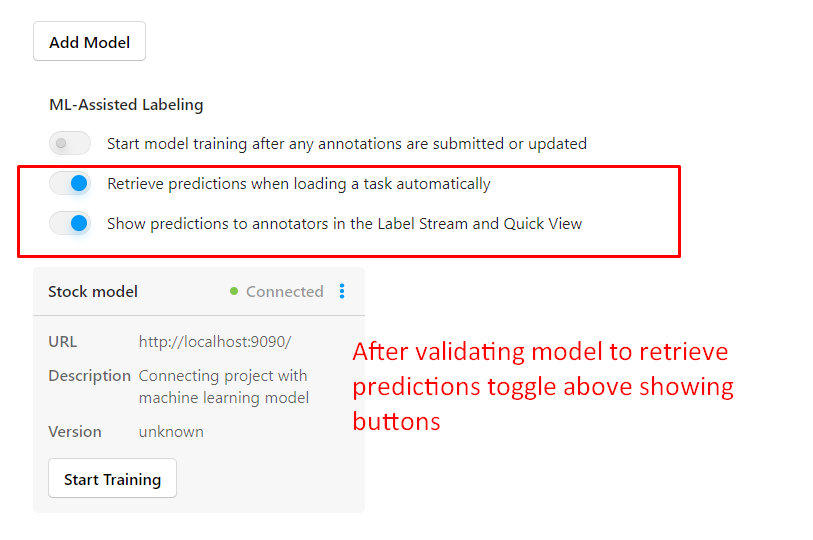 Add Model
ML-Assisted Labeling
Start model training after any annotations are submitted or updated
Retrieve predictions when loading a task automatically
Show predictions to annotators in the Label Stream and Quick View
Stock model Connected
URL http://localhost:9090/
Description Connecting project with
machine learning model
Version unknown
Start Training
After validating model to retrieve
predictions toggle above showing
buttons